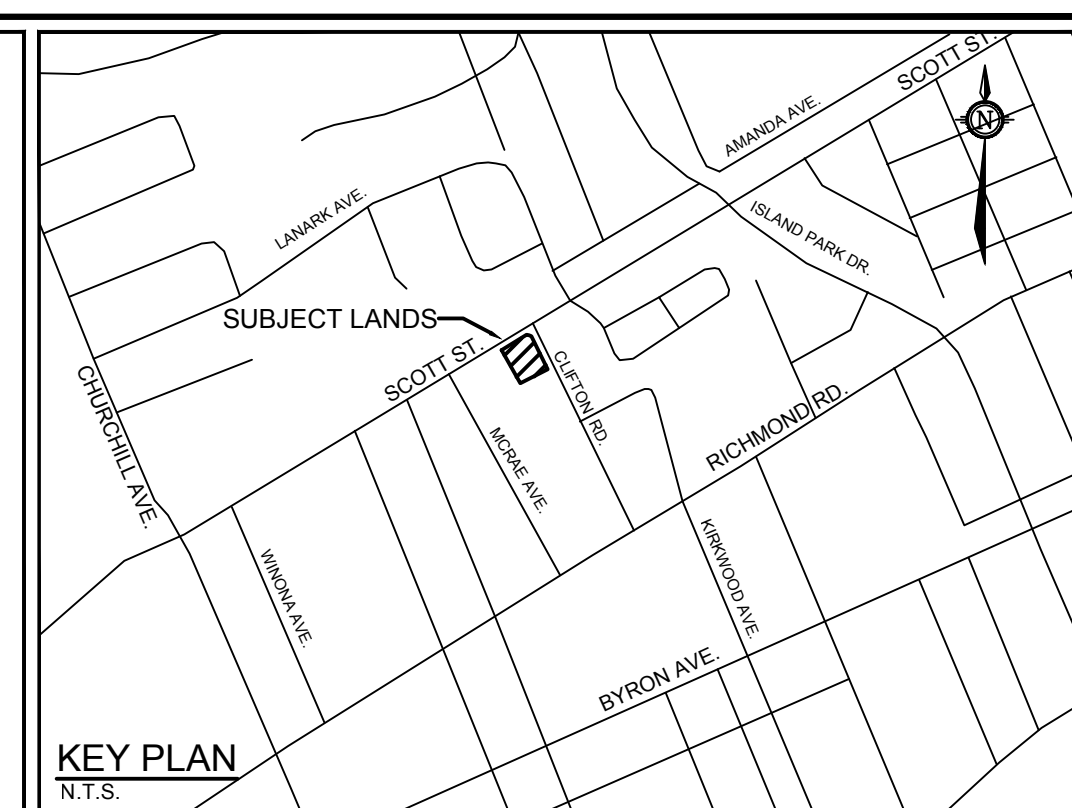 SCOTT ST.
AMANDA AVE.
N
LANARK AVE.
ISLAND PARK DR.
SUBJECT LANDS
SCOTT ST.
CLIFTON RD.
CHURCHILL AVE.
RICHMOND RD.
MCRAE AVE.
KIRKWOOD AVE.
WINONA AVE.
BYRON AVE.
KEY PLAN
N.T.S.